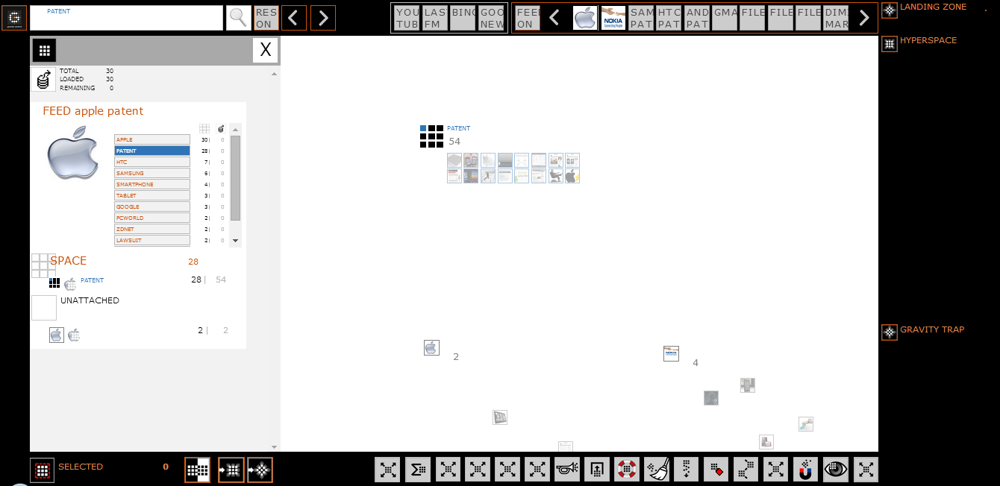 PATENT
RES
ON
YOU
TUB
LAS
FM
BING
GOO
NEW
FEE
ON
NOKIA
SAM
PAT
HTC
PAT
AND
PAT
GMA
FILE
FILE
FILE
DIM
MAR
LANDING ZONE
HYPERSPACE
X
TOTAL 30
LOADED 30
REMAINING 0
FEED apple patent
APPLE 30| 0
PATENT 28| 0
HTC 7| 0
SAMSUNG 6| 0
SMARTPHONE 4| 0
TABLET 3| 0
GOOGLE 3| 0
PCWORLD 2| 0
ZDNET 2| 0
LAWSUIT 2| 0
SPACE 28
PATENT 28 | 54
UNATTACHED
2 | 2
PATENT
54
2
NOKIA
4
GRAVITY TRAP
SELECTED 0